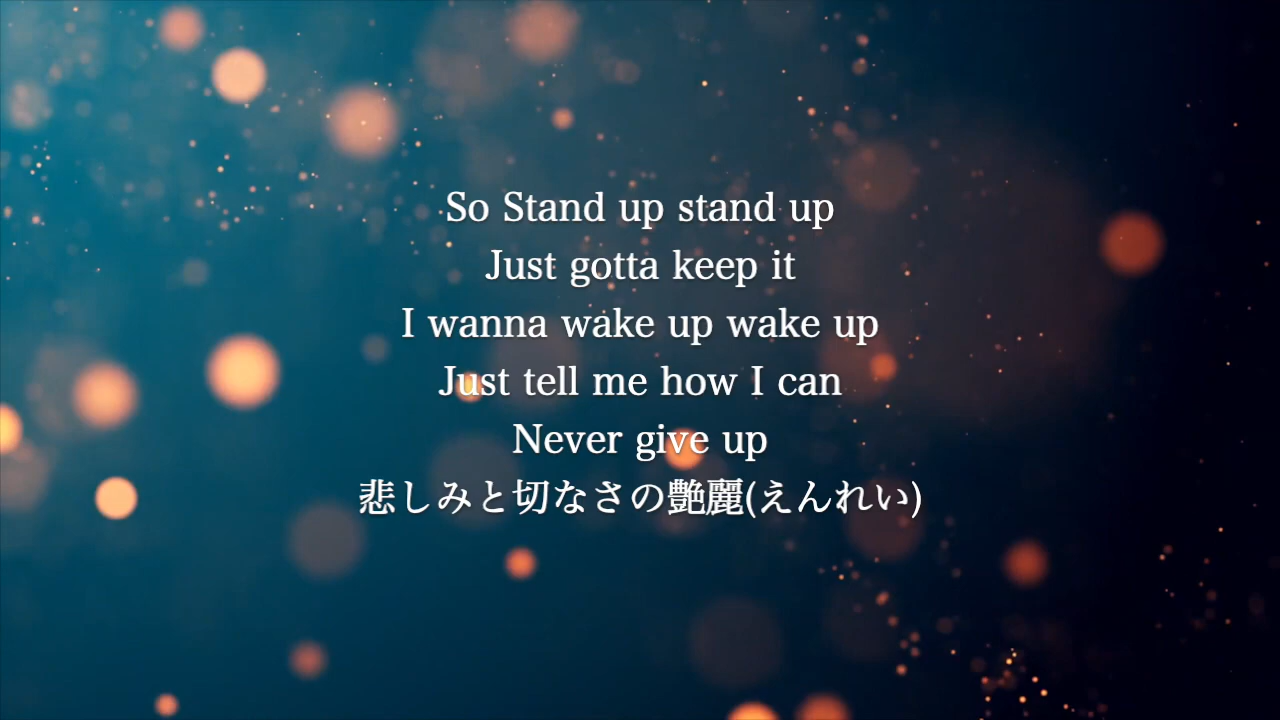 So Stand up stand up
Just gotta keep it
I wanna wake up wake up
Just tell me how I can
Never give up
悲しみと切なさの艶麗(えんれい)